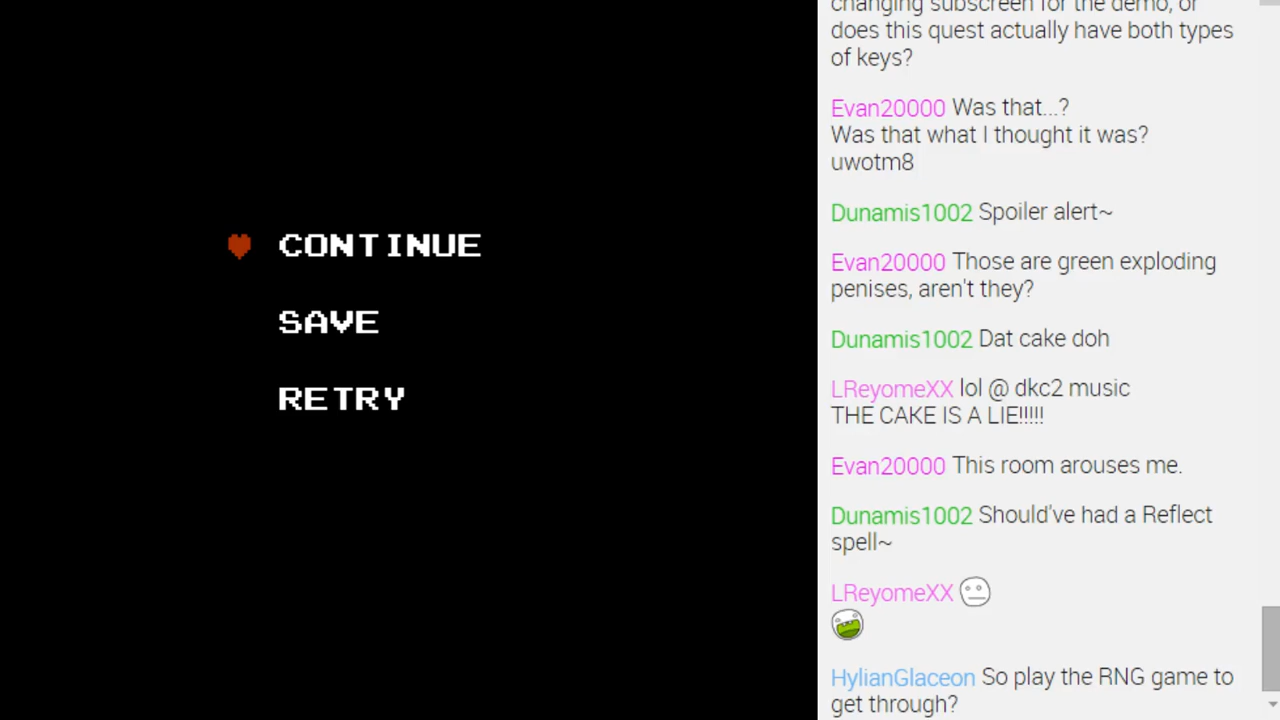 CONTINUE
SAVE
RETRY
changing subscreen for the demo, or
does this quest actually have both types
of keys?
Evan20000 Was that...?
Was that what I thought it was?
uwotm8
Dunamis1002 Spoiler alert~
Evan20000 Those are green exploding
penises, aren't they?
Dunamis1002 Dat cake doh
LReyomeXX lol @ dkc2 music
THE CAKE IS A LIE!!!!!
Evan20000 This room arouses me.
Dunamis1002 Should've had a Reflect
spell~
LReyomeXX
HylianGlaceon So play the RNG game to
get through?